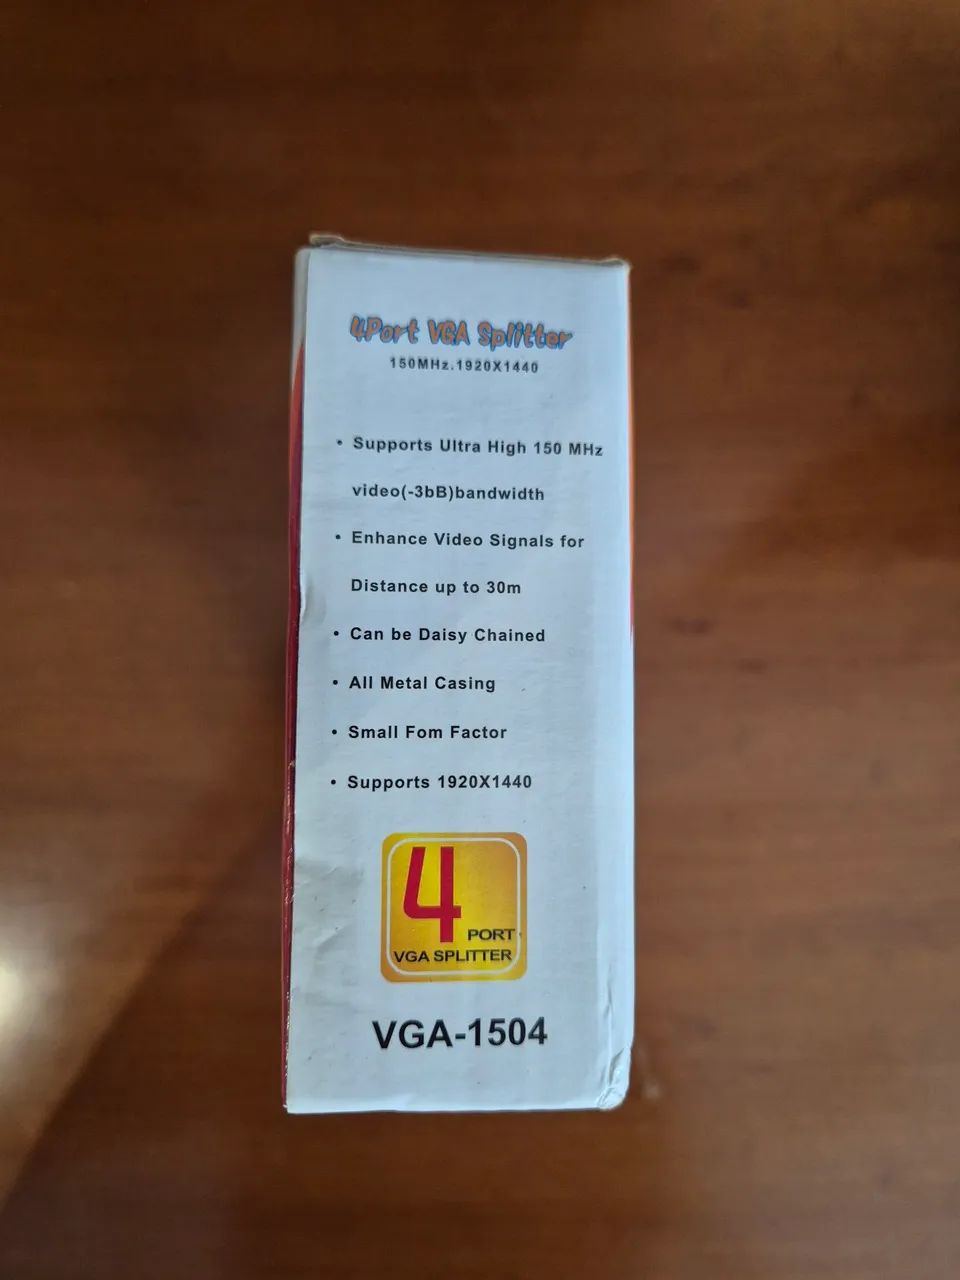 4Port VGA Splitter
150MHz.1920X1440
• Supports Ultra High 150 MHz
video(-3bB)bandwidth
• Enhance Video Signals for
Distance up to 30m
• Can be Daisy Chained
• All Metal Casing
• Small Fom Factor
• Supports 1920X1440
4
PORT
VGA SPLITTER
VGA-1504